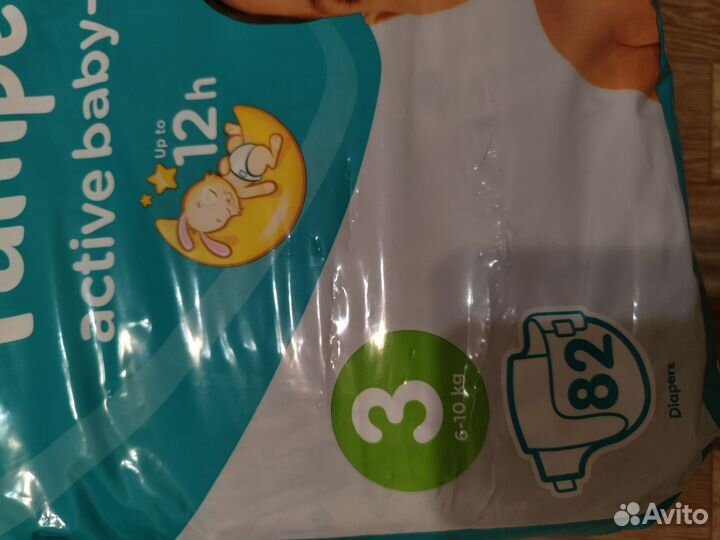 active baby-
Up to
12h
3
6-10 kg
82
Diapers
Avito